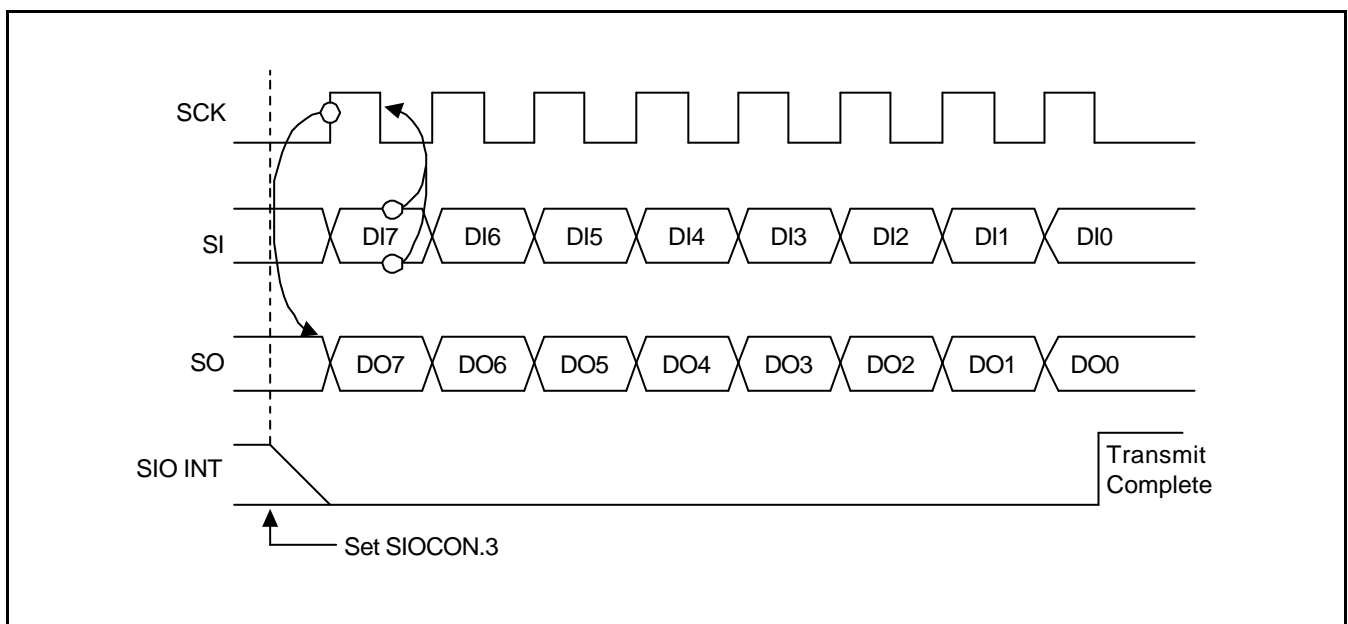 SCK
SI
DI7 DI6 DI5 DI4 DI3 DI2 DI1 DI0
SO
DO7 DO6 DO5 DO4 DO3 DO2 DO1 DO0
SIO INT
Transmit
Complete
Set SIOCON.3